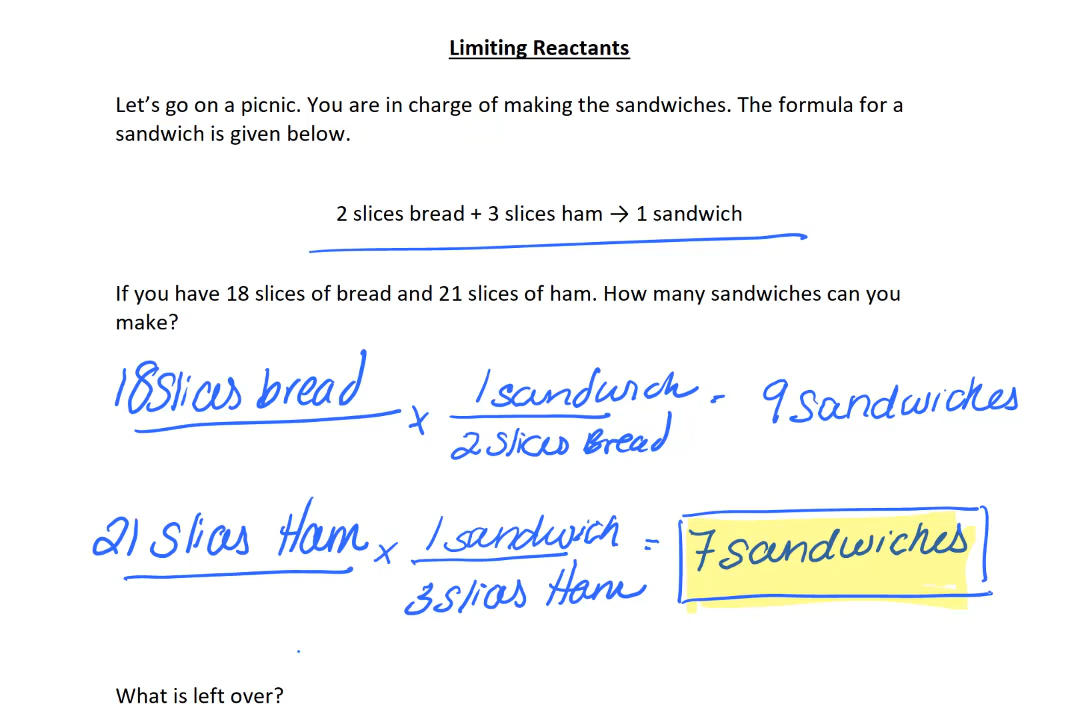 Limiting Reactants
Let’s go on a picnic. You are in charge of making the sandwiches. The formula for a
sandwich is given below.
2 slices bread + 3 slices ham → 1 sandwich
If you have 18 slices of bread and 21 slices of ham. How many sandwiches can you
make?
18 Slices bread x 1 sandwich / 2 Slices Bread = 9 Sandwiches
21 Slices Ham x 1 sandwich / 3 Slices Ham = 7 sandwiches
What is left over?